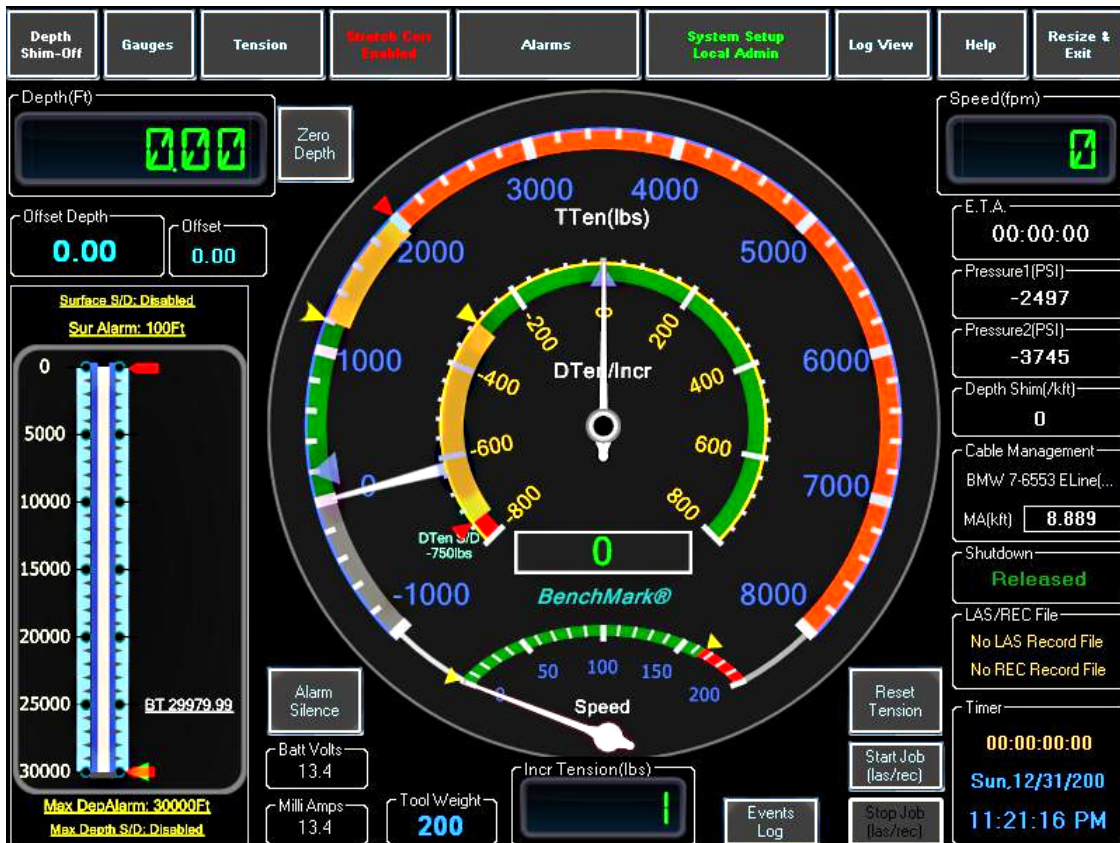 Depth
Shim-Off
Gauges
Tension
Stretch Corr
Enabled
Alarms
System Setup
Local Admin
Log View
Help
Resize &
Exit
Depth(Ft)
0.00
Zero
Depth
Speed(fpm)
0
Offset Depth
0.00
Offset
0.00
E.T.A.
00:00:00
Pressure1(PSI)
-2497
Pressure2(PSI)
-3745
Depth Shim(/kft)
0
Cable Management
BMW 7-6553 ELine(...
MA(kft)
8.889
Shutdown
Released
LAS/REC File
No LAS Record File
No REC Record File
Timer
00:00:00:00
Sun,12/31/200
11:21:16 PM
Surface S/D: Disabled
Sur Alarm: 100Ft
0
5000
10000
15000
20000
25000
30000
BT 29979.99
Max DepAlarm: 30000Ft
Max Depth S/D: Disabled
-1000
0
1000
2000
3000
4000
5000
6000
7000
8000
TTen(lbs)
-800
-600
-400
-200
0
200
400
600
800
DTen/Incr
DTen S/D
-750lbs
0
BenchMark®
0
50
100
150
200
Speed
Alarm
Silence
Batt Volts
13.4
Milli Amps
13.4
Tool Weight
200
Incr Tension(lbs)
1
Events
Log
Reset
Tension
Start Job
(las/rec)
Stop Job
(las/rec)